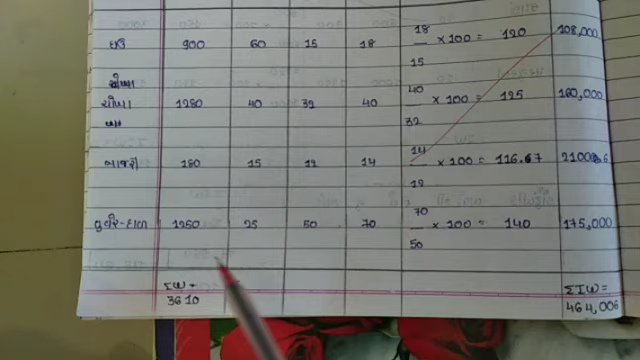 ઘઉં 900 60 15 18 18/15 × 100 = 120 108,000
ચોખા 1280 40 32 40 40/32 × 100 = 125 160,000
બાજરી 180 15 12 14 14/12 × 100 = 116.67
તુવેર-દાળ 1250 25 50 70 70/50 × 100 = 140 175,000
ΣW = 3610 ΣIW = 464,006